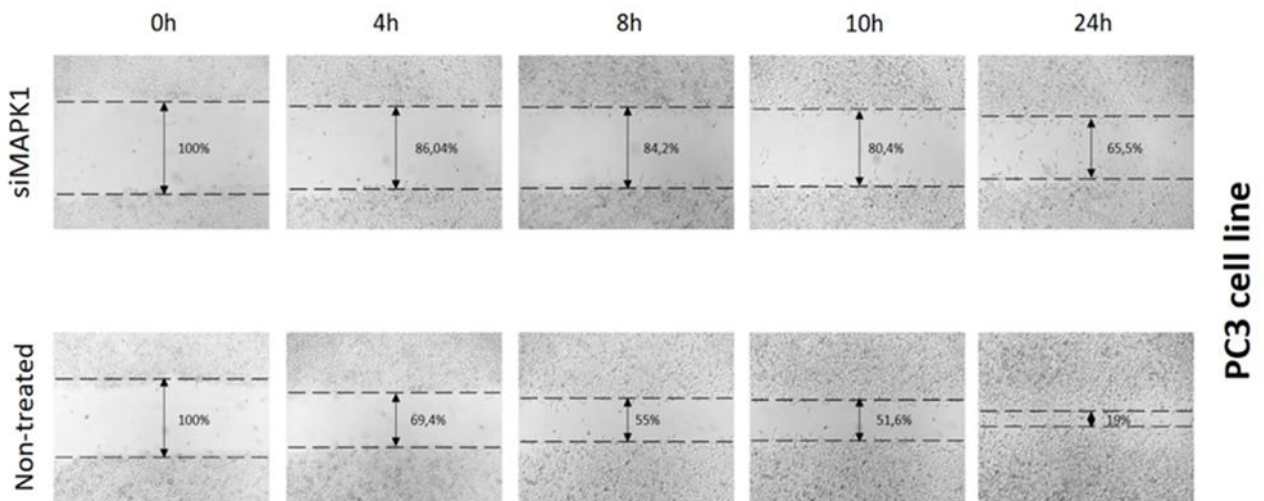 0h 4h 8h 10h 24h
siMAPK1
100% 86,04% 84,2% 80,4% 65,5%
PC3 cell line
Non-treated
100% 69,4% 55% 51,6% 19%